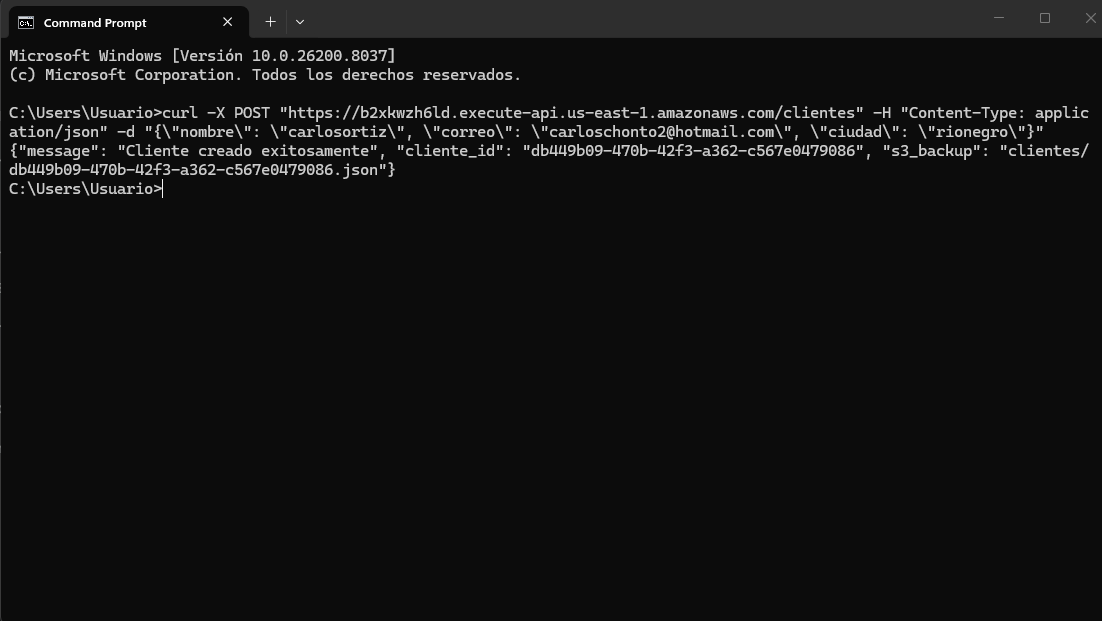 Command Prompt
Microsoft Windows [Versión 10.0.26200.8037]
(c) Microsoft Corporation. Todos los derechos reservados.
C:\Users\Usuario>curl -X POST "https://b2xkwzh6ld.execute-api.us-east-1.amazonaws.com/clientes" -H "Content-Type: applic
ation/json" -d "{\"nombre\": \"carlosortiz\", \"correo\": \"carloschonto2@hotmail.com\", \"ciudad\": \"rionegro\"}"
{"message": "Cliente creado exitosamente", "cliente_id": "db449b09-470b-42f3-a362-c567e0479086", "s3_backup": "clientes/
db449b09-470b-42f3-a362-c567e0479086.json"}
C:\Users\Usuario>